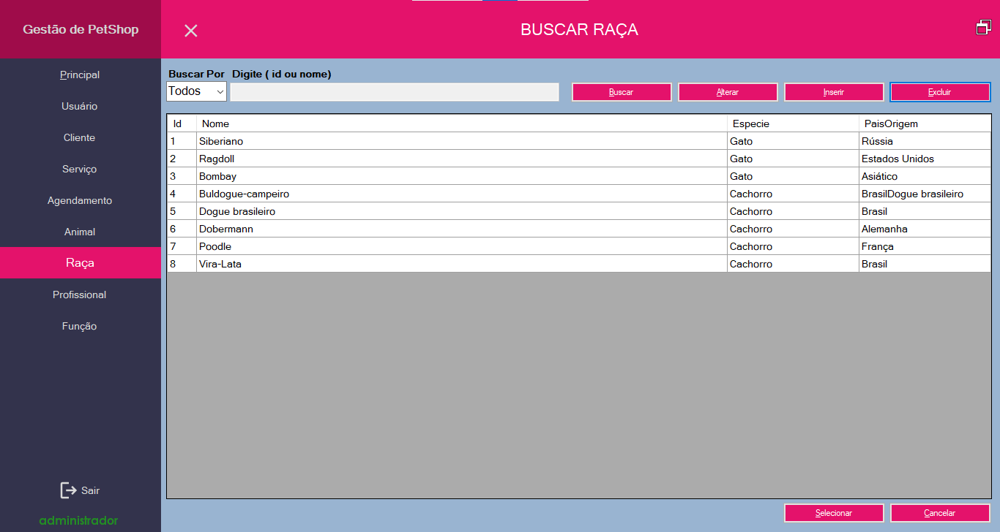 Gestão de PetShop
BUSCAR RAÇA
Principal
Usuário
Cliente
Serviço
Agendamento
Animal
Raça
Profissional
Função
Sair
administrador
Buscar Por Digite ( id ou nome)
Todos Buscar Alterar Inserir Excluir
Id Nome Especie PaisOrigem
1 Siberiano Gato Rússia
2 Ragdoll Gato Estados Unidos
3 Bombay Gato Asiático
4 Buldogue-campeiro Cachorro BrasilDogue brasileiro
5 Dogue brasileiro Cachorro Brasil
6 Dobermann Cachorro Alemanha
7 Poodle Cachorro França
8 Vira-Lata Cachorro Brasil
Selecionar Cancelar